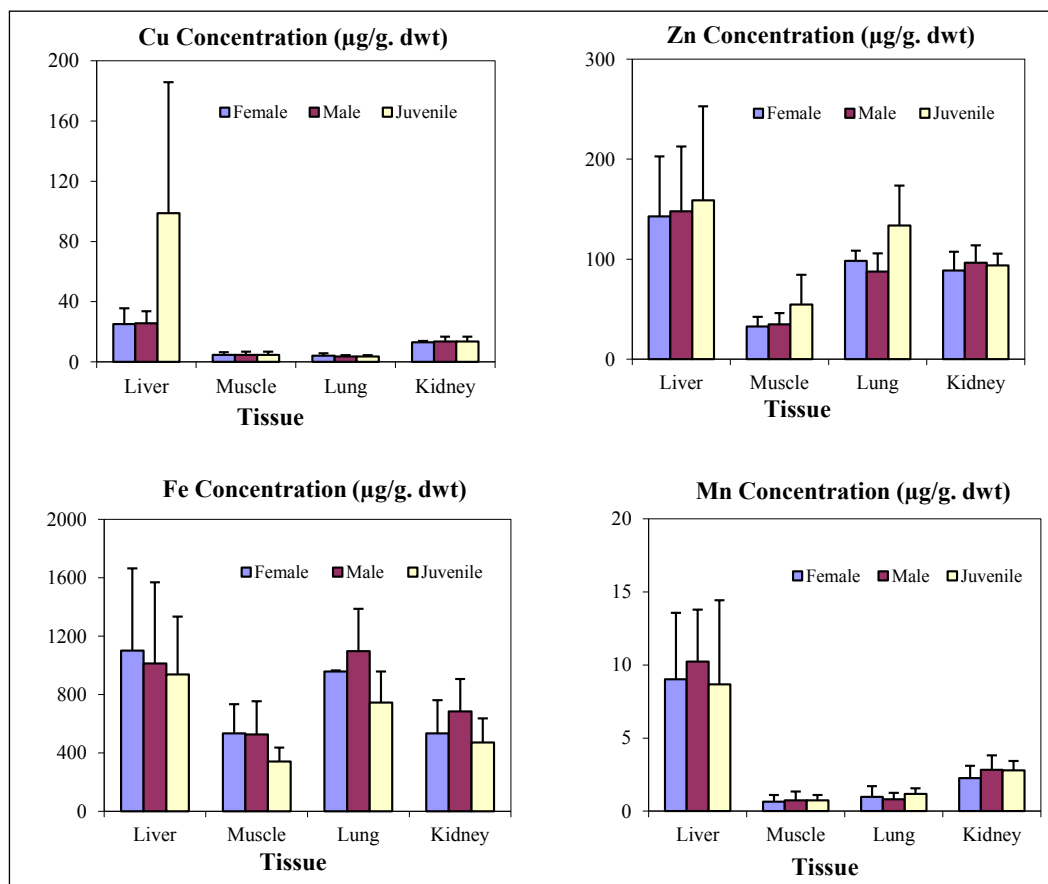 Cu Concentration (µg/g. dwt)
200
160
120
80
40
0
Female Male Juvenile
Liver Muscle Lung Kidney
Tissue
Zn Concentration (µg/g. dwt)
300
200
100
0
Female Male Juvenile
Liver Muscle Lung Kidney
Tissue
Fe Concentration (µg/g. dwt)
2000
1600
1200
800
400
0
Female Male Juvenile
Liver Muscle Lung Kidney
Tissue
Mn Concentration (µg/g. dwt)
20
15
10
5
0
Female Male Juvenile
Liver Muscle Lung Kidney
Tissue